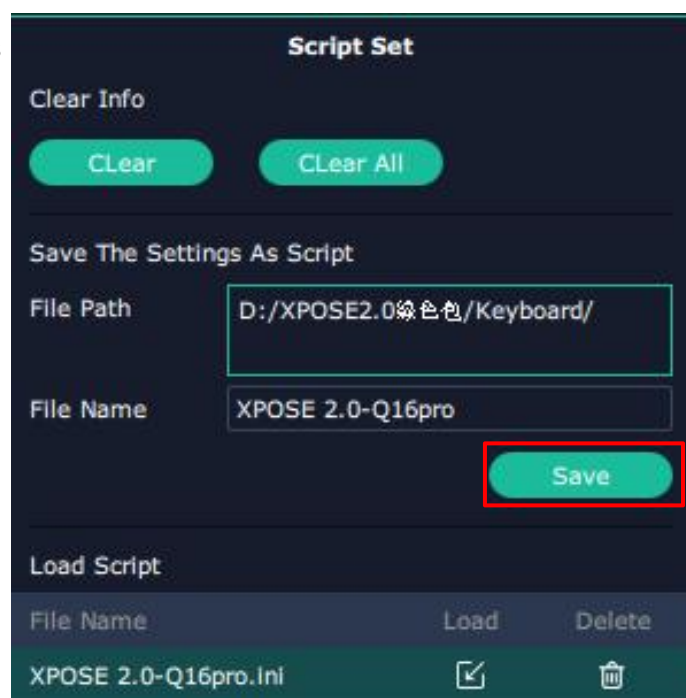 Script Set
Clear Info
CLear CLear All
Save The Settings As Script
File Path D:/XPOSE2.0绿色包/Keyboard/
File Name XPOSE 2.0-Q16pro
Save
Load Script
File Name Load Delete
XPOSE 2.0-Q16pro.ini